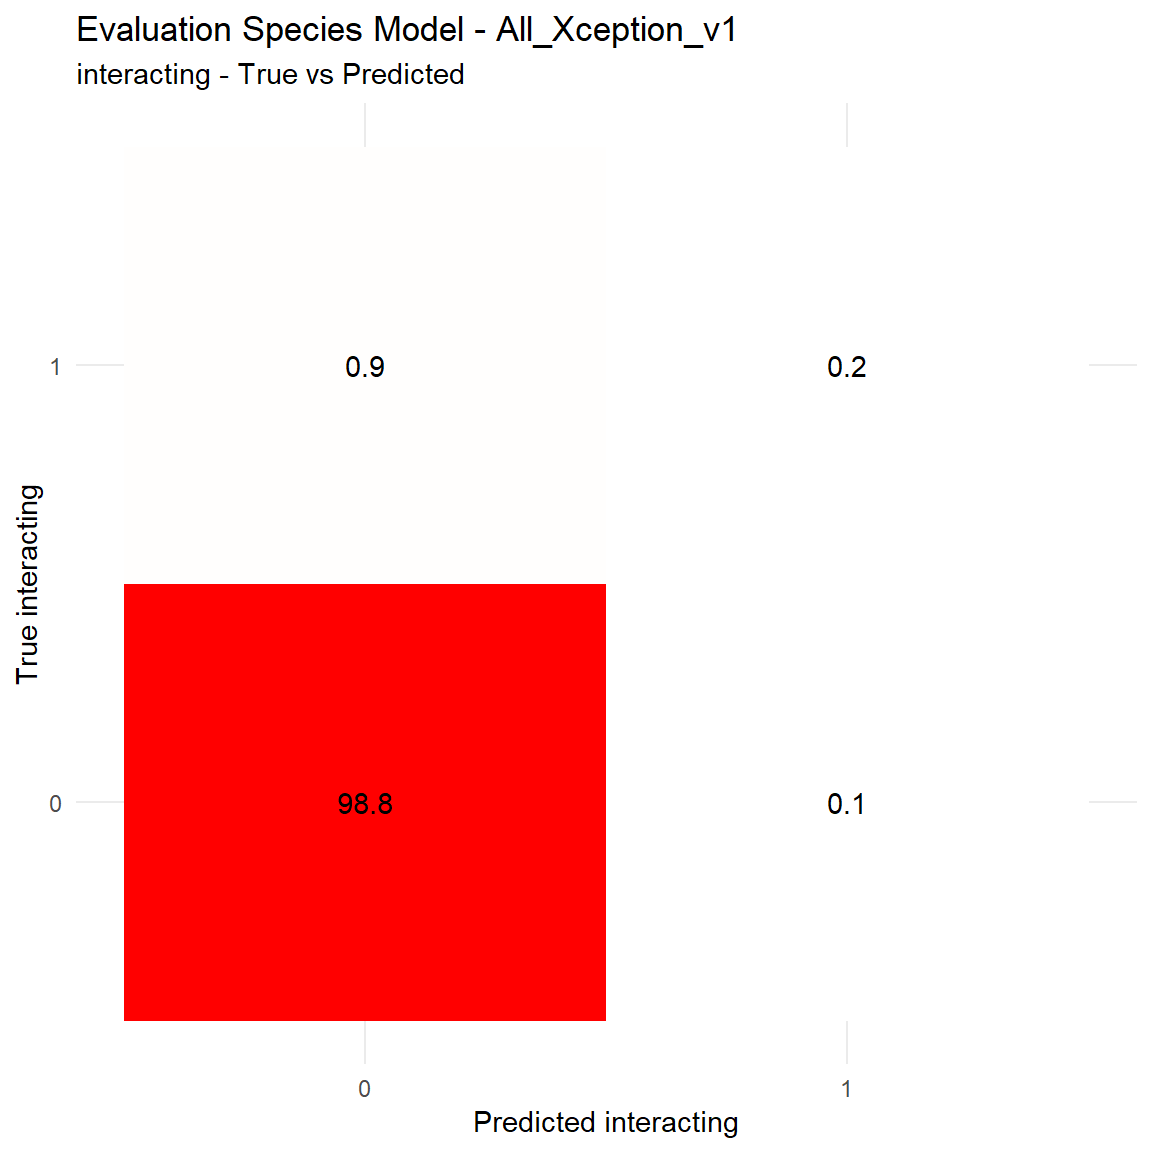 Evaluation Species Model - All_Xception_v1
interacting - True vs Predicted
1
0.9
0.2
True interacting
0
98.8
0.1
0
1
Predicted interacting